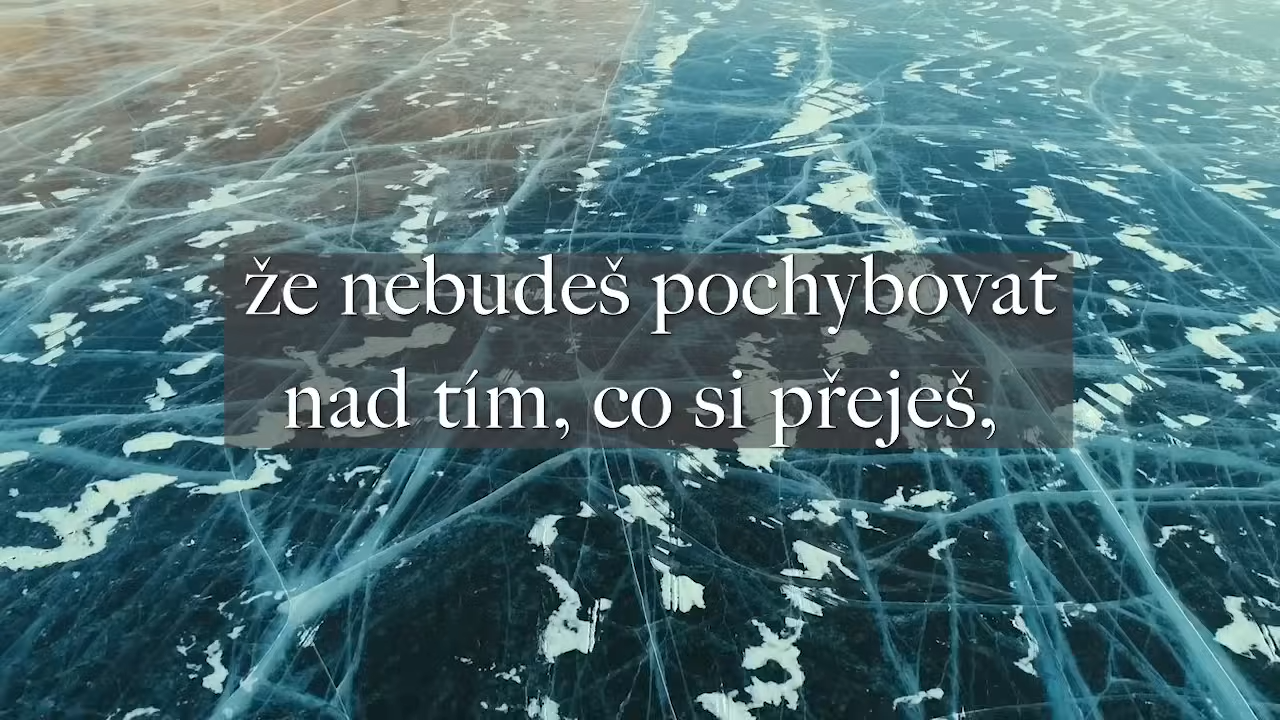 že nebudeš pochybovat
nad tím, co si přeješ,